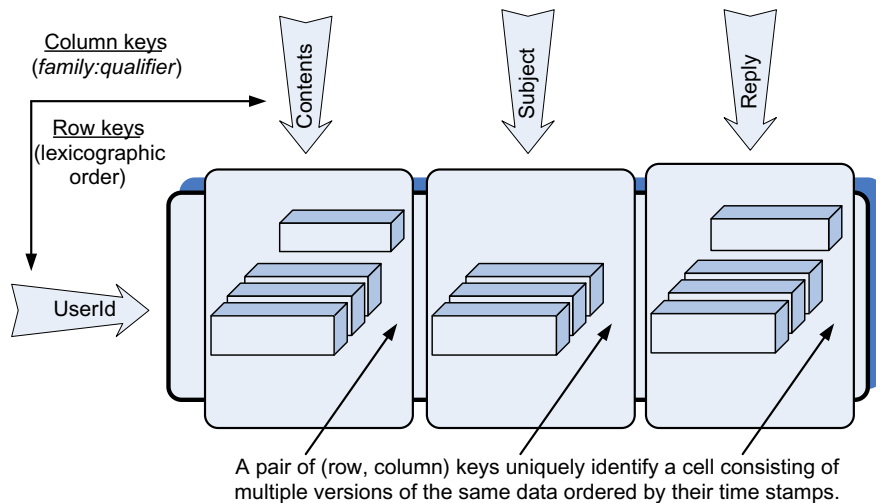 Column keys
(family:qualifier)
Row keys
(lexicographic
order)
Contents
Subject
Reply
UserId
A pair of (row, column) keys uniquely identify a cell consisting of
multiple versions of the same data ordered by their time stamps.